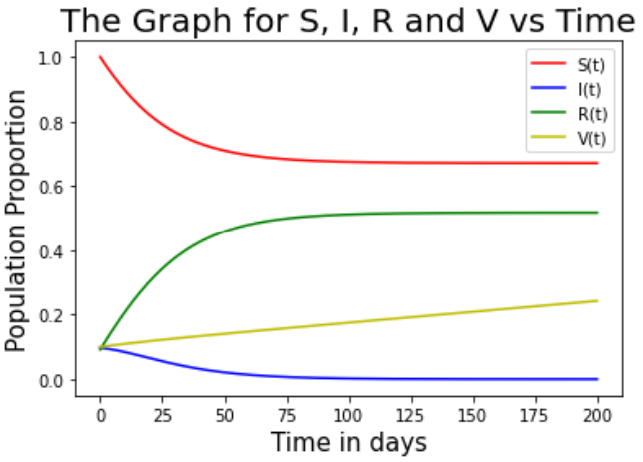 The Graph for S, I, R and V vs Time
S(t)
I(t)
R(t)
V(t)
Population Proportion
1.0
0.8
0.6
0.4
0.2
0.0
0 25 50 75 100 125 150 175 200
Time in days